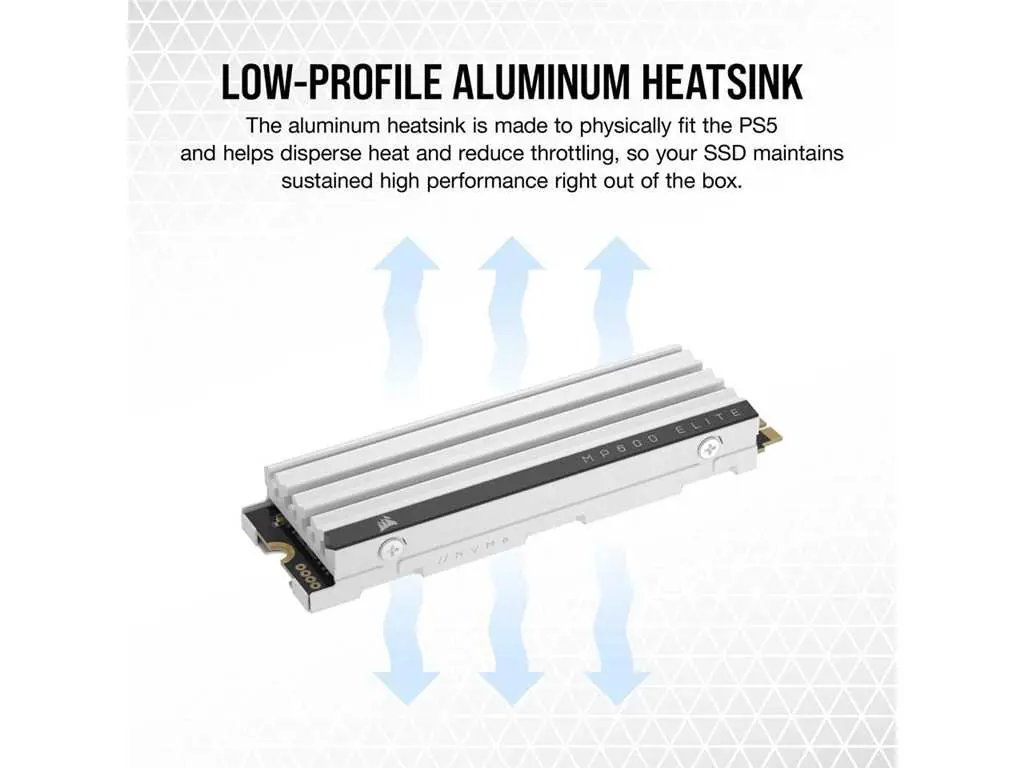 LOW-PROFILE ALUMINUM HEATSINK
The aluminum heatsink is made to physically fit the PS5
and helps disperse heat and reduce throttling, so your SSD maintains
sustained high performance right out of the box.
MP600 ELITE
//NVMe